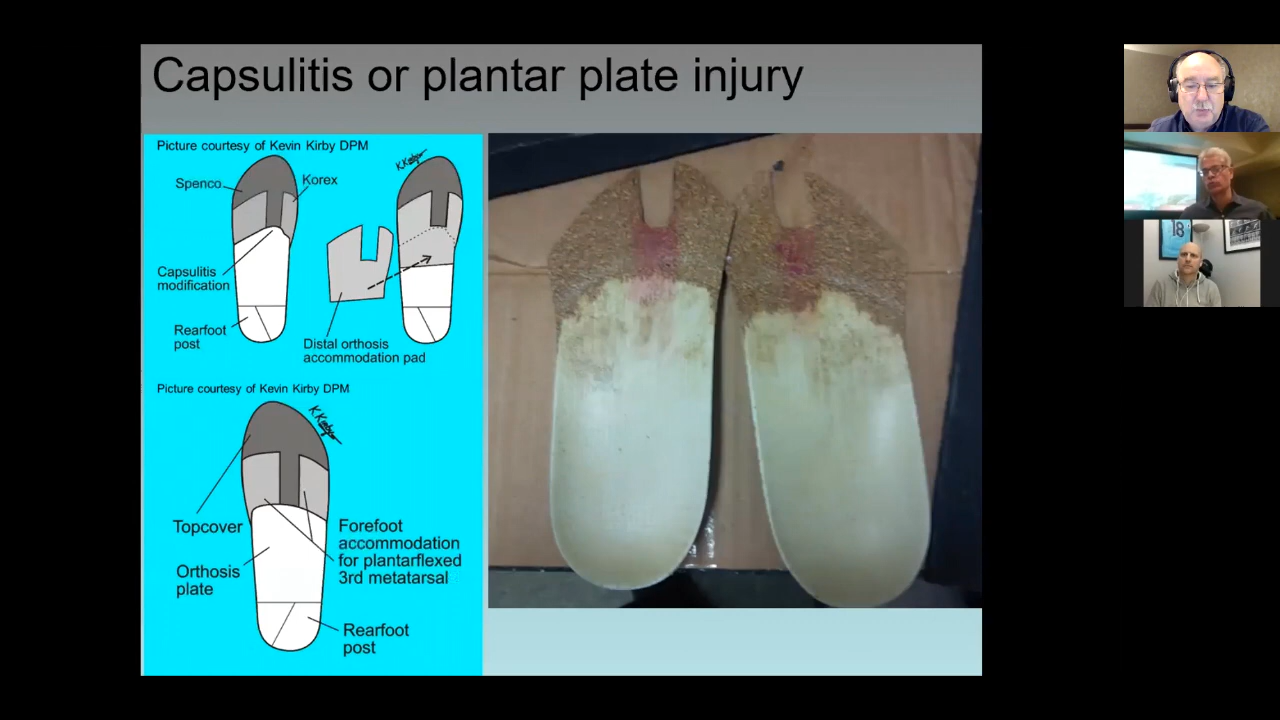 Capsulitis or plantar plate injury
Picture courtesy of Kevin Kirby DPM
Spenco
Korex
Capsulitis
modification
Rearfoot
post
Distal orthosis
accommodation pad
Picture courtesy of Kevin Kirby DPM
Topcover
Orthosis
plate
Forefoot
accommodation
for plantarflexed
3rd metatarsal
Rearfoot
post
18